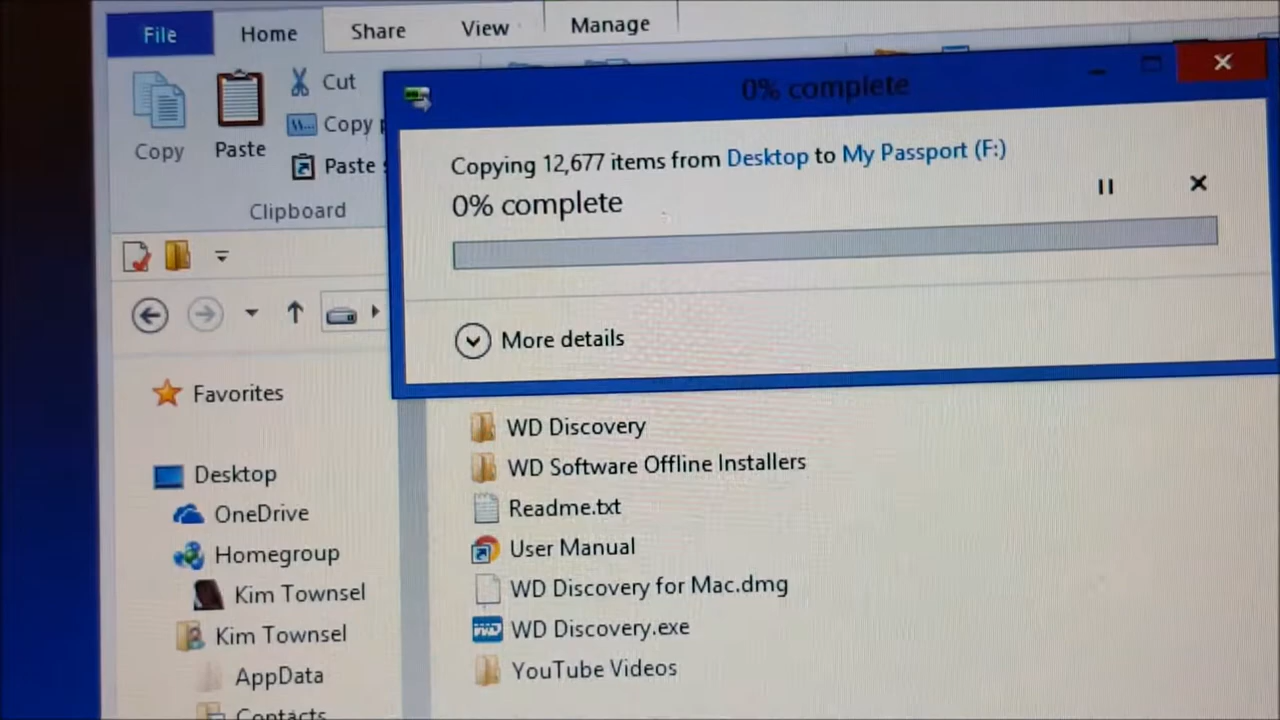 File
Home
Share
View
Manage
Copy
Paste
Cut
Copy
Paste
Clipboard
0% complete
Copying 12,677 items from Desktop to My Passport (F:)
0% complete
More details
Favorites
Desktop
OneDrive
Homegroup
Kim Townsel
Kim Townsel
AppData
Contacts
WD Discovery
WD Software Offline Installers
Readme.txt
User Manual
WD Discovery for Mac.dmg
WD
WD Discovery.exe
YouTube Videos